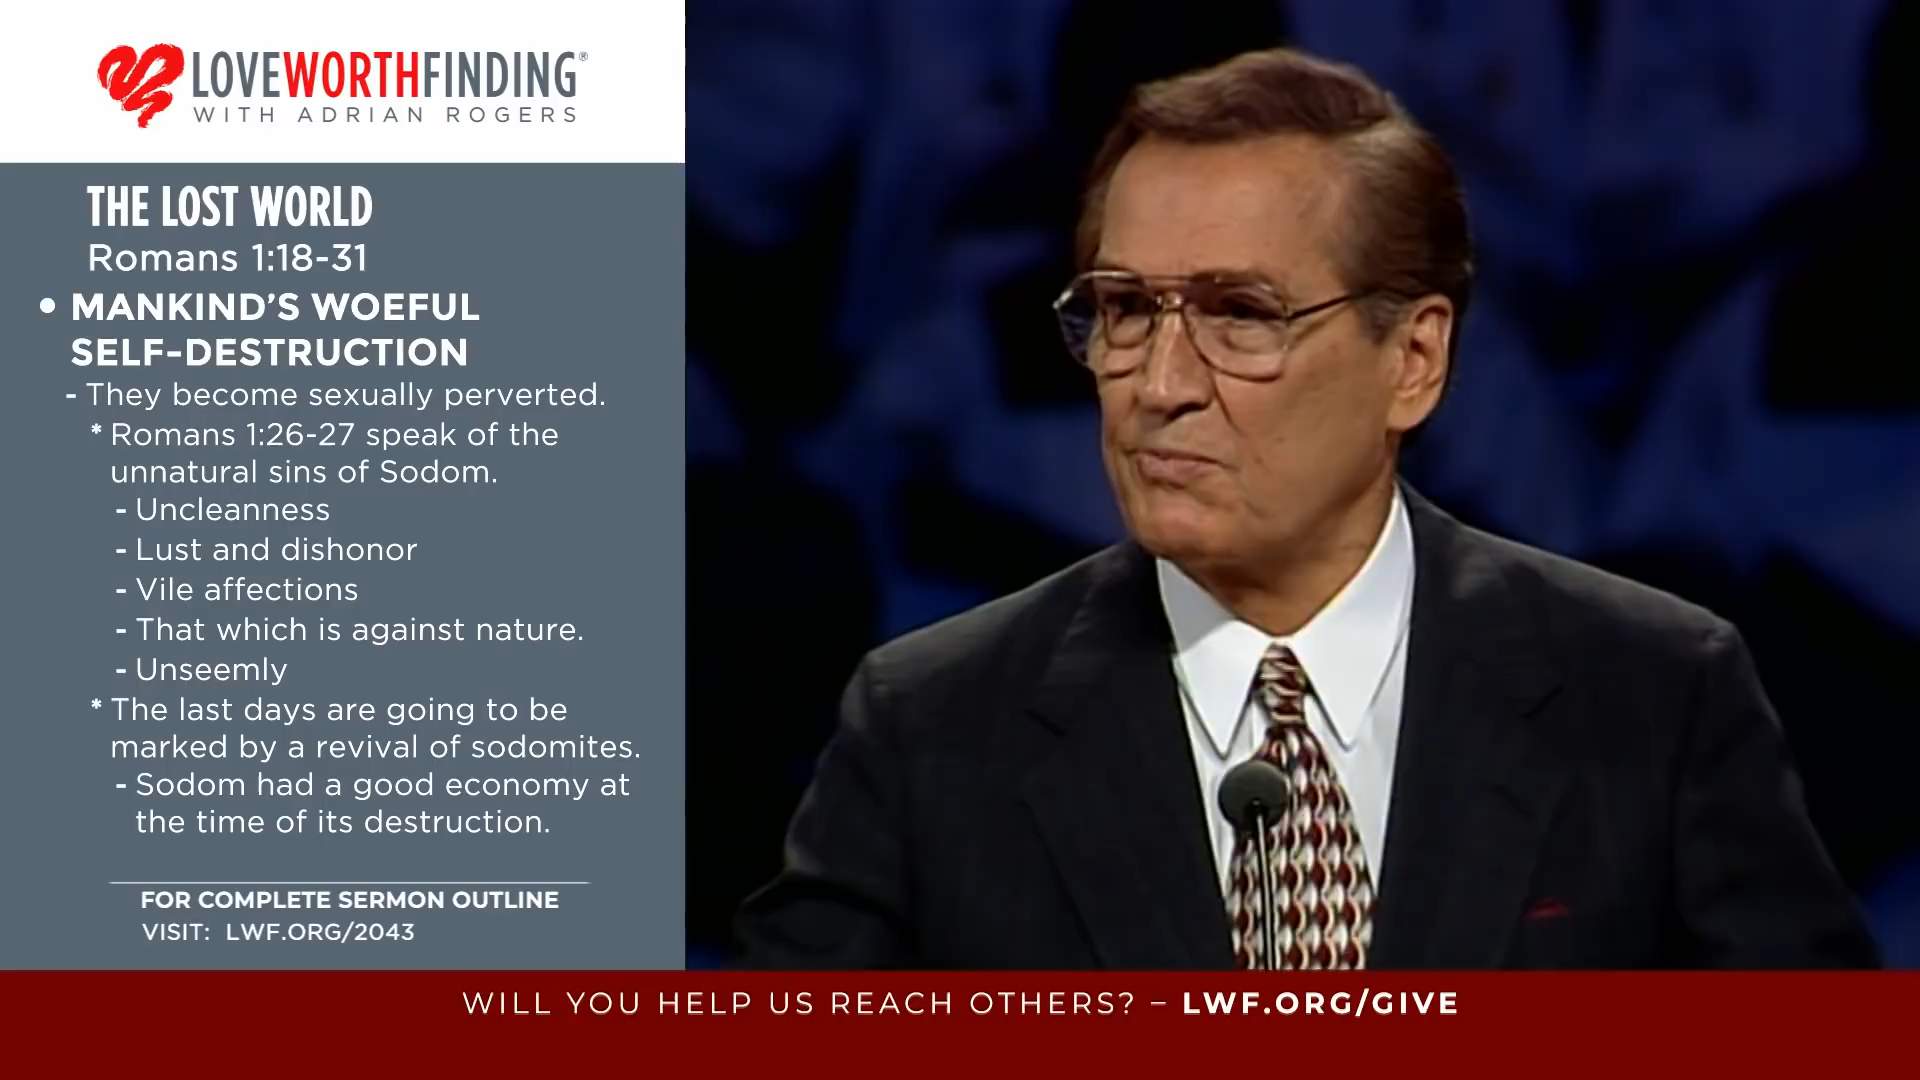 LOVEWORTHFINDING®
WITH ADRIAN ROGERS
THE LOST WORLD
Romans 1:18-31
• MANKIND'S WOEFUL
SELF-DESTRUCTION
- They become sexually perverted.
* Romans 1:26-27 speak of the
unnatural sins of Sodom.
- Uncleanness
- Lust and dishonor
- Vile affections
- That which is against nature.
- Unseemly
* The last days are going to be
marked by a revival of sodomites.
- Sodom had a good economy at
the time of its destruction.
FOR COMPLETE SERMON OUTLINE
VISIT: LWF.ORG/2043
WILL YOU HELP US REACH OTHERS? – LWF.ORG/GIVE